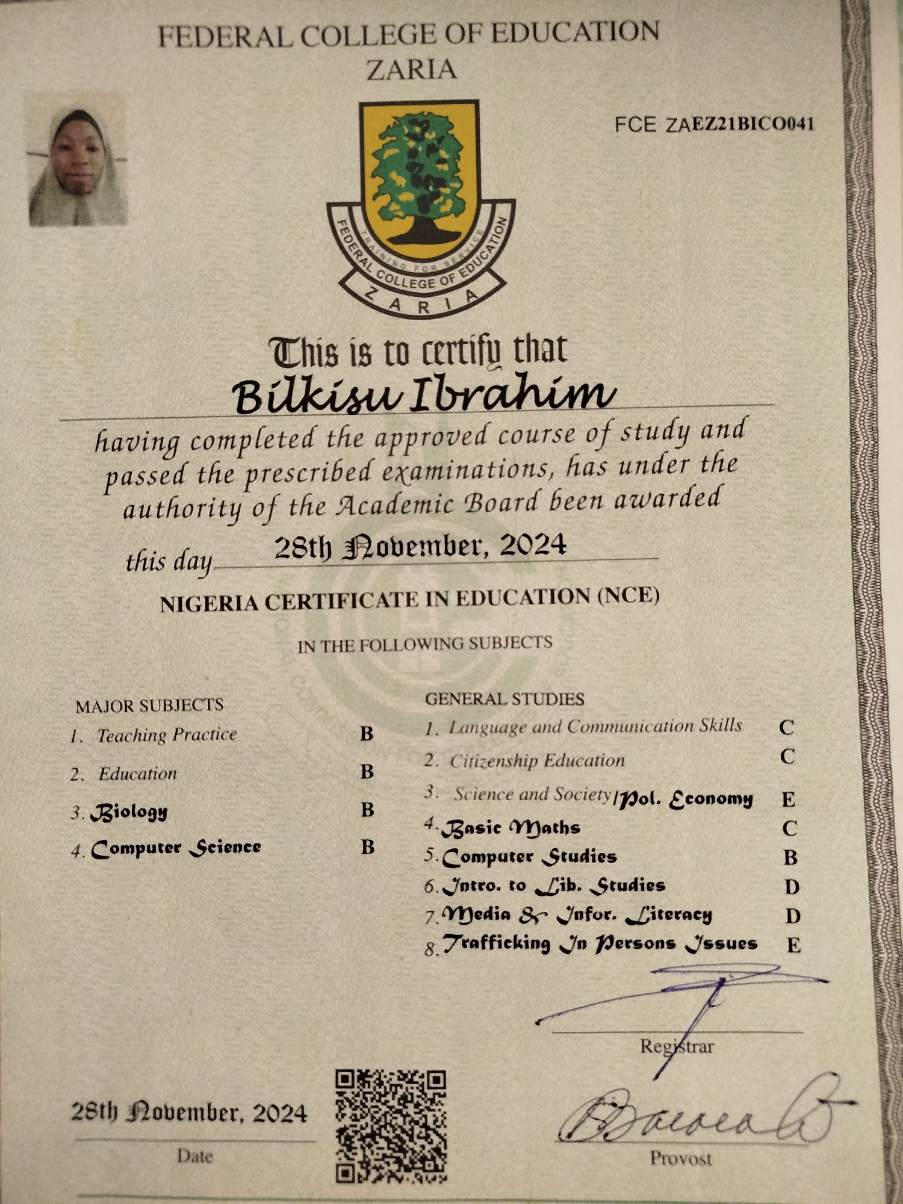 FEDERAL COLLEGE OF EDUCATION
ZARIA
FCE ZAEZ21BICO041
TRAINING FOR SERVICE
FEDERAL COLLEGE OF EDUCATION
ZARIA
This is to certify that
Bilkisu Ibrahim
having completed the approved course of study and
passed the prescribed examinations, has under the
authority of the Academic Board been awarded
this day 28th November, 2024
NIGERIA CERTIFICATE IN EDUCATION (NCE)
IN THE FOLLOWING SUBJECTS
MAJOR SUBJECTS
1. Teaching Practice B
2. Education B
3. Biology B
4. Computer Science B
GENERAL STUDIES
1. Language and Communication Skills C
2. Citizenship Education C
3. Science and Society/Pol. Economy E
4. Basic Maths C
5. Computer Studies B
6. Intro. to Lib. Studies D
7. Media & Infor. Literacy D
8. Trafficking In Persons Issues E
Registrar
28th November, 2024
Date
Provost